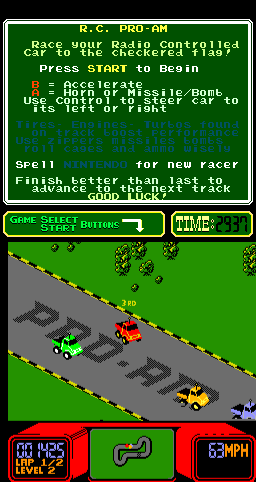 R.C. PRO-AM
Race your Radio Controlled
Car to the checkered flag!
Press START to Begin
B = Accelerate
A = Horn or Missile/Bomb
Use Control to steer car to
its left or right
Tires- Engines- Turbos found
on track boost performance
Use zippers missiles bombs
roll cages and ammo wisely
Spell NINTENDO for new racer
Finish better than last to
advance to the next track
GOOD LUCK!
GAME SELECT
START BUTTONS
TIME:2937
3RD
PRO-AM
001425
LAP 1/2
LEVEL 2
63MPH